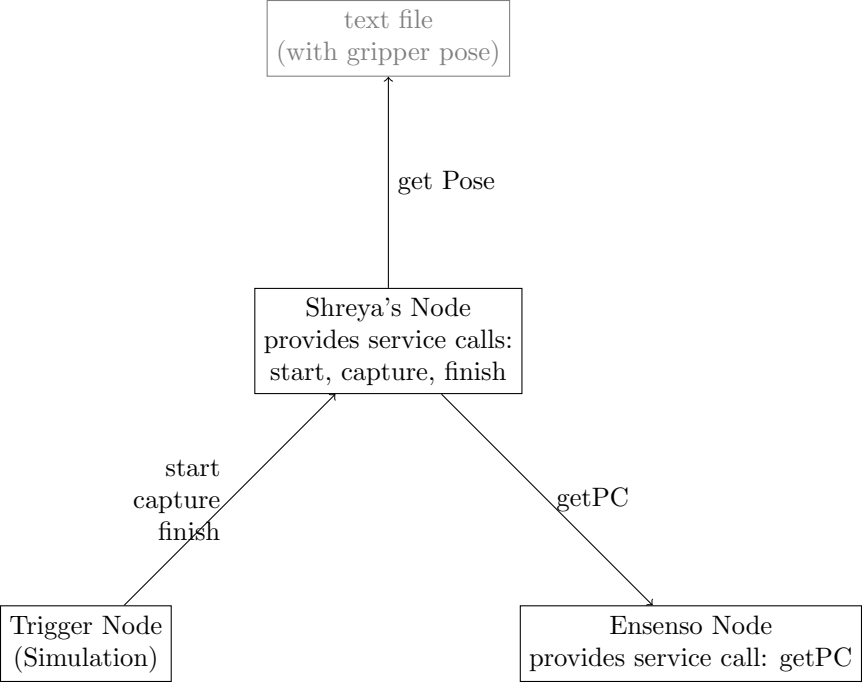 text file
(with gripper pose)
get Pose
Shreya's Node
provides service calls:
start, capture, finish
start
capture
finish
getPC
Trigger Node
(Simulation)
Ensenso Node
provides service call: getPC